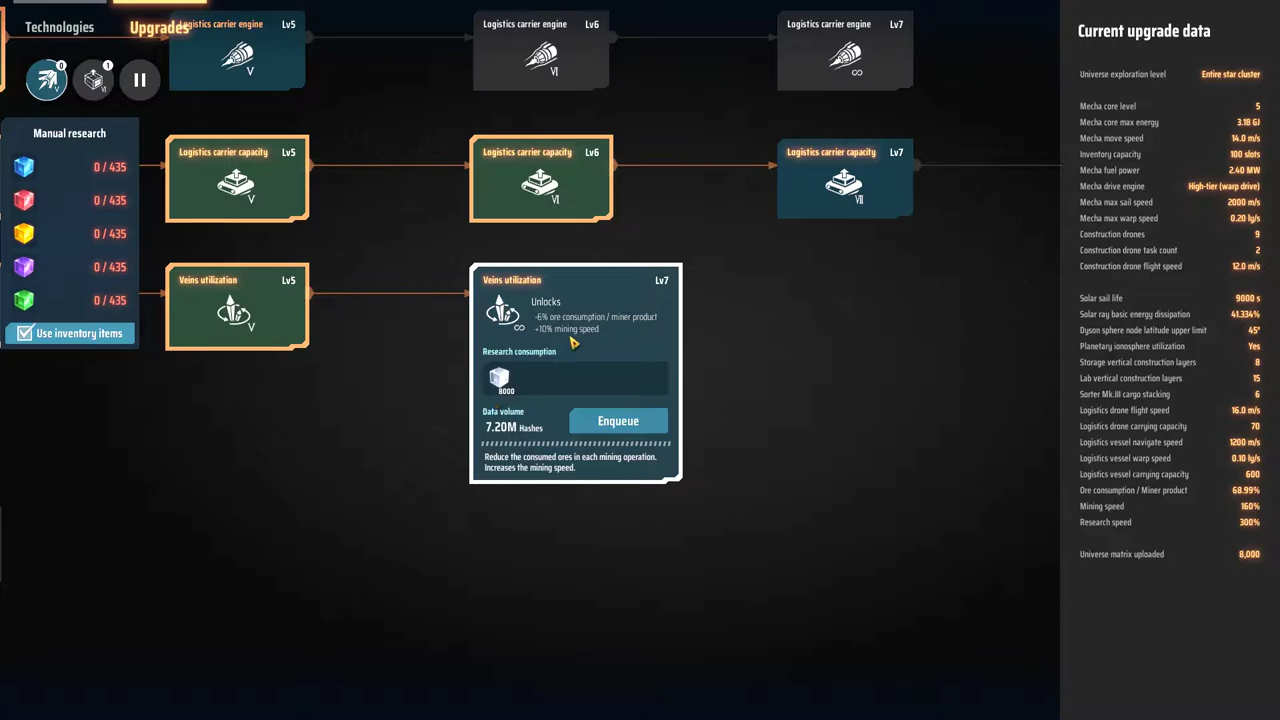 Technologies
Upgrades
0
V
1
VI
Manual research
0 / 435
0 / 435
0 / 435
0 / 435
0 / 435
Use inventory items
Logistics carrier engine Lv5
V
Logistics carrier engine Lv6
VI
Logistics carrier engine Lv7
∞
Logistics carrier capacity Lv5
V
Logistics carrier capacity Lv6
VI
Logistics carrier capacity Lv7
VII
Veins utilization Lv5
V
Veins utilization Lv7
∞
Unlocks
-6% ore consumption / miner product
+10% mining speed
Research consumption
8000
Data volume
7.20M Hashes
Enqueue
Reduce the consumed ores in each mining operation.
Increases the mining speed.
Current upgrade data
Universe exploration level Entire star cluster
Mecha core level 5
Mecha core max energy 3.18 GJ
Mecha move speed 14.0 m/s
Inventory capacity 100 slots
Mecha fuel power 2.40 MW
Mecha drive engine High-tier (warp drive)
Mecha max sail speed 2000 m/s
Mecha max warp speed 0.20 ly/s
Construction drones 9
Construction drone task count 2
Construction drone flight speed 12.0 m/s
Solar sail life 9000 s
Solar ray basic energy dissipation 41.334%
Dyson sphere node latitude upper limit 45°
Planetary ionosphere utilization Yes
Storage vertical construction layers 8
Lab vertical construction layers 15
Sorter Mk.III cargo stacking 6
Logistics drone flight speed 16.0 m/s
Logistics drone carrying capacity 70
Logistics vessel navigate speed 1200 m/s
Logistics vessel warp speed 0.10 ly/s
Logistics vessel carrying capacity 600
Ore consumption / Miner product 68.99%
Mining speed 160%
Research speed 300%
Universe matrix uploaded 8,000